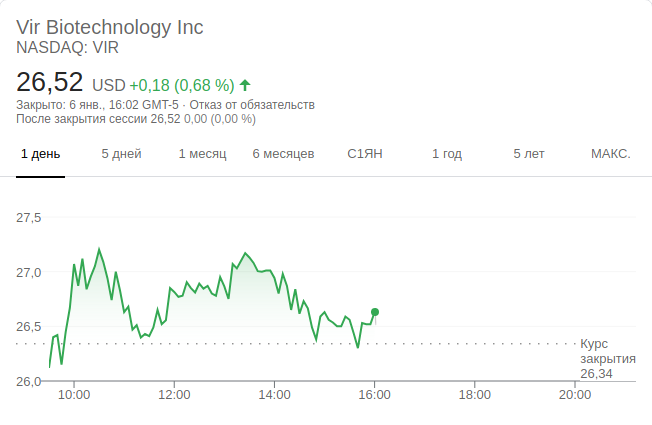 Vir Biotechnology Inc
NASDAQ: VIR
26,52 USD +0,18 (0,68 %)
Закрыто: 6 янв., 16:02 GMT-5 · Отказ от обязательств
После закрытия сессии 26,52 0,00 (0,00 %)
1 день 5 дней 1 месяц 6 месяцев С1ЯН 1 год 5 лет МАКС.
27,5
27,0
26,5
Курс
закрытия
26,34
26,0
10:00 12:00 14:00 16:00 18:00 20:00